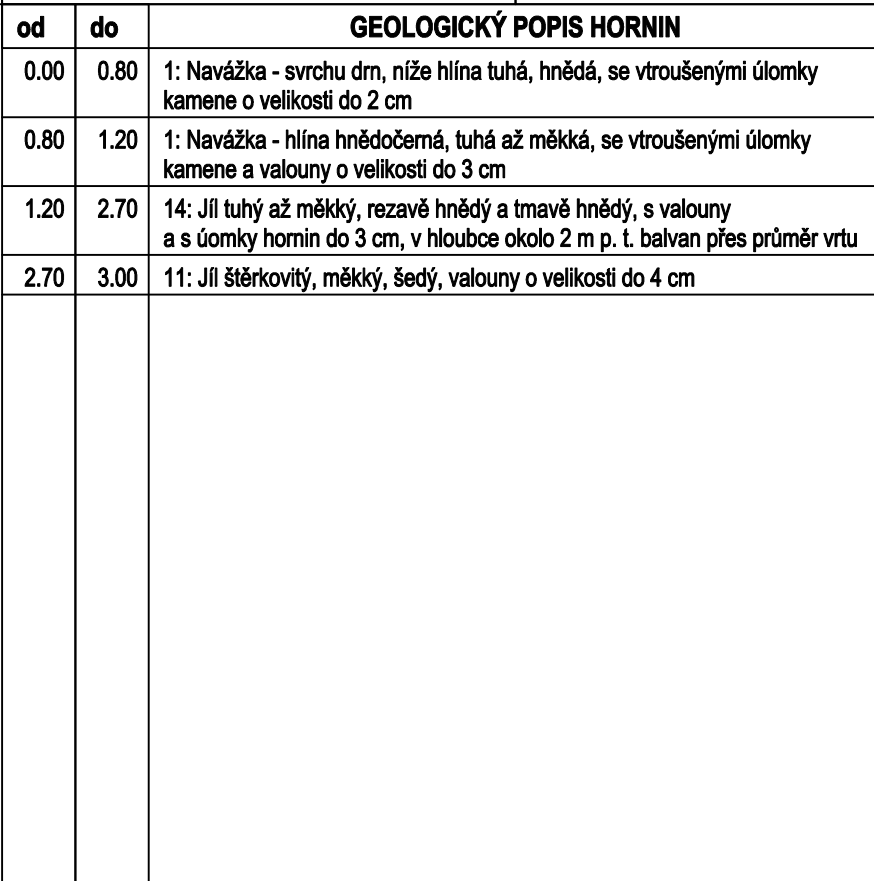 od do GEOLOGICKÝ POPIS HORNIN
0.00 0.80 1: Navážka - svrchu drn, níže hlína tuhá, hnědá, se vtroušenými úlomky
kamene o velikosti do 2 cm
0.80 1.20 1: Navážka - hlína hnědočerná, tuhá až měkká, se vtroušenými úlomky
kamene a valouny o velikosti do 3 cm
1.20 2.70 14: Jíl tuhý až měkký, rezavě hnědý a tmavě hnědý, s valouny
a s úomky hornin do 3 cm, v hloubce okolo 2 m p. t. balvan přes průměr vrtu
2.70 3.00 11: Jíl štěrkovitý, měkký, šedý, valouny o velikosti do 4 cm